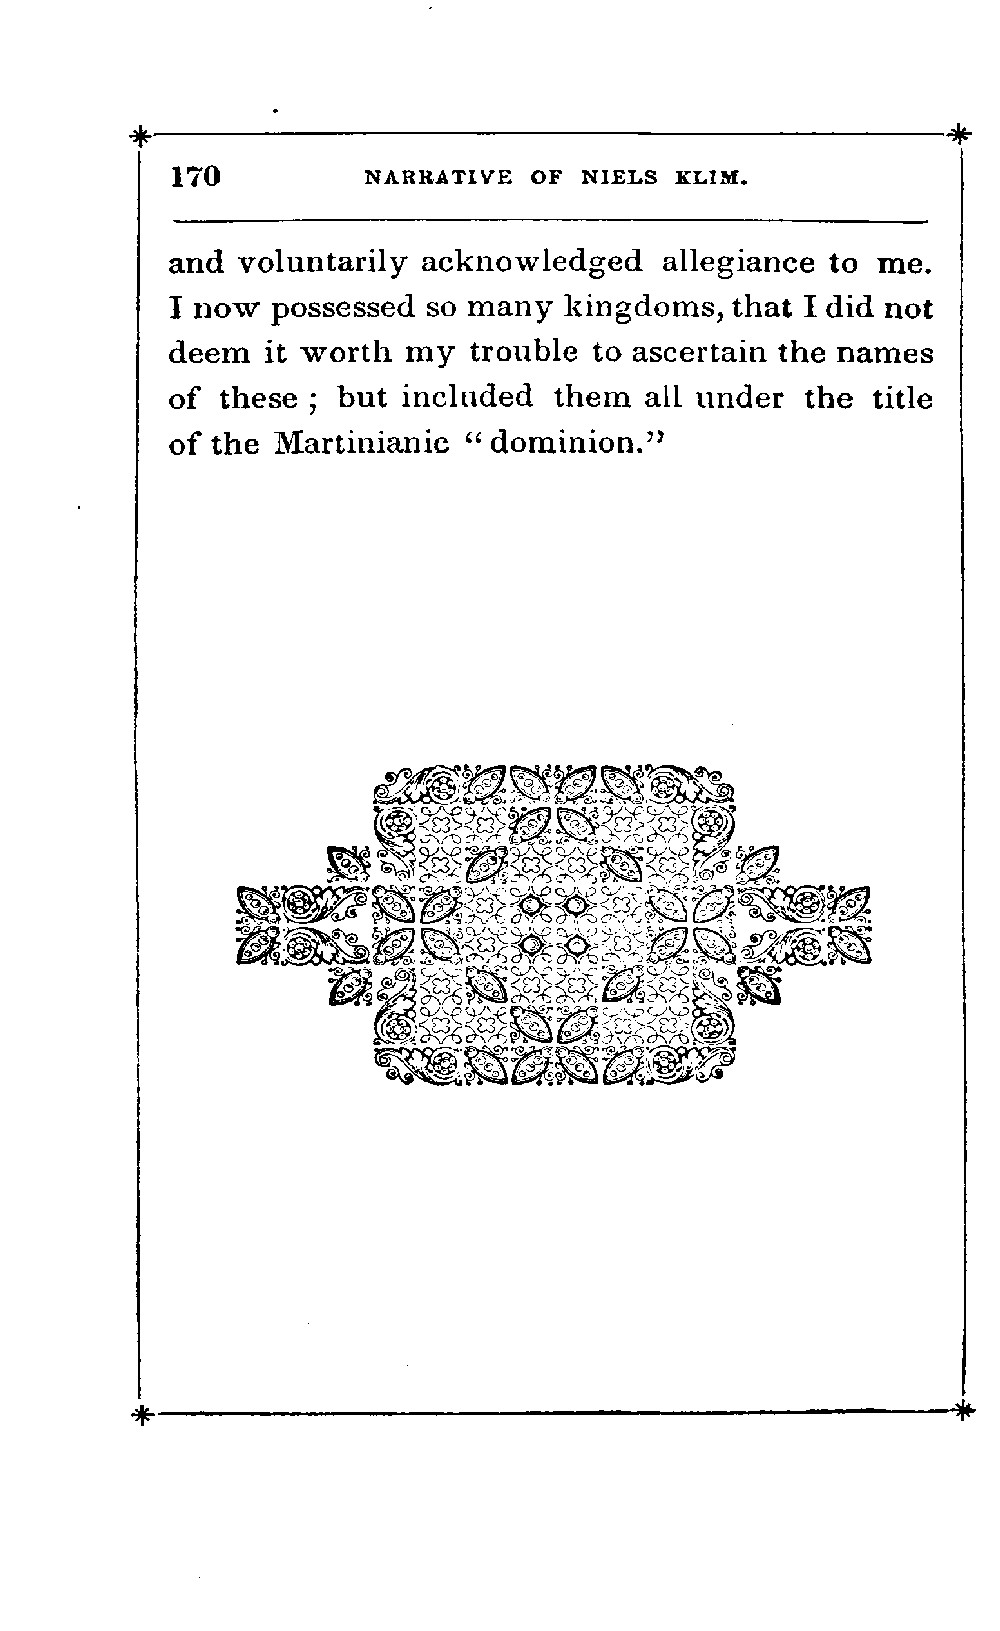 170 NARRATIVE OF NIELS KLIM.
and voluntarily acknowledged allegiance to me.
I now possessed so many kingdoms, that I did not
deem it worth my trouble to ascertain the names
of these ; but included them all under the title
of the Martinianic “ dominion.”